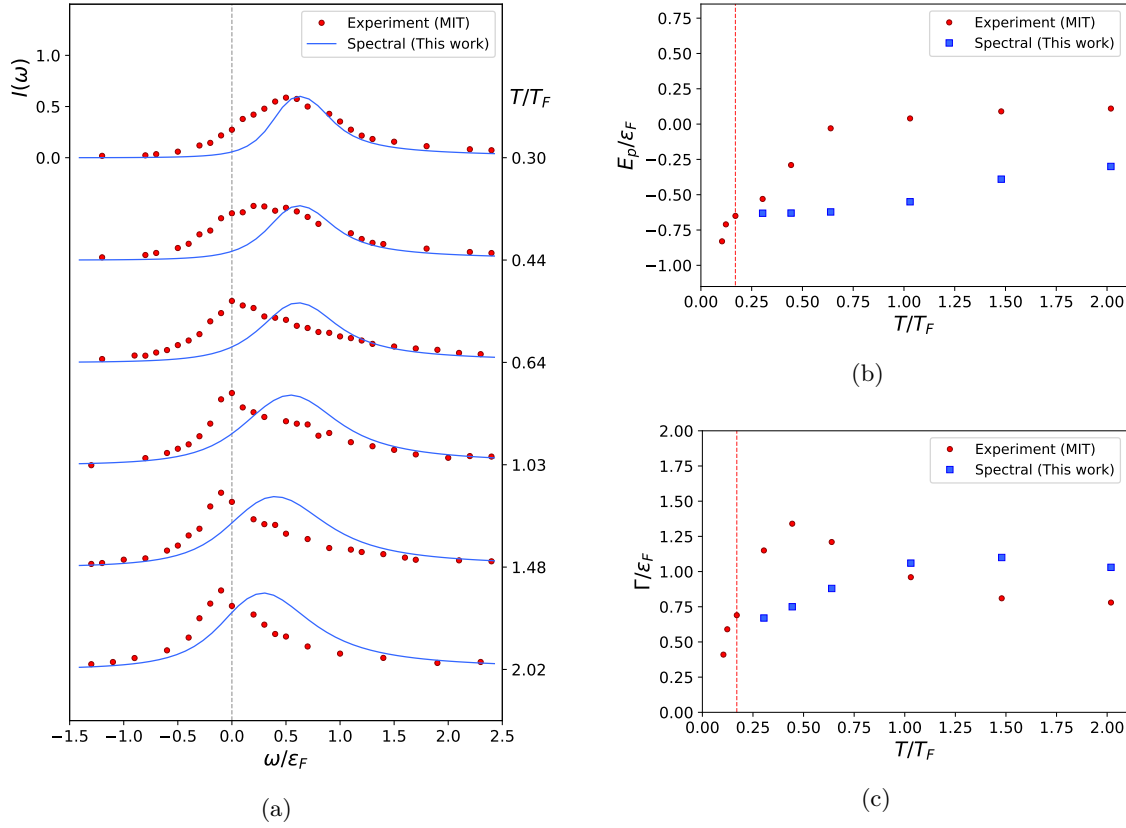 Experiment (MIT)
Spectral (This work)
I(ω)
1.0
0.5
0.0
T/T_F
0.30
0.44
0.64
1.03
1.48
2.02
−1.5 −1.0 −0.5 0.0 0.5 1.0 1.5 2.0 2.5
ω/ε_F
(a)
Experiment (MIT)
Spectral (This work)
E_p/ε_F
0.75
0.50
0.25
0.00
−0.25
−0.50
−0.75
−1.00
0.00 0.25 0.50 0.75 1.00 1.25 1.50 1.75 2.00
T/T_F
(b)
Experiment (MIT)
Spectral (This work)
Γ/ε_F
2.00
1.75
1.50
1.25
1.00
0.75
0.50
0.25
0.00
0.00 0.25 0.50 0.75 1.00 1.25 1.50 1.75 2.00
T/T_F
(c)